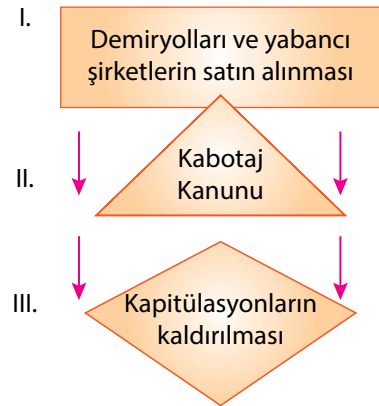 I.
Demiryolları ve yabancı
şirketlerin satın alınması
II.
Kabotaj
Kanunu
III.
Kapitülasyonların
kaldırılması